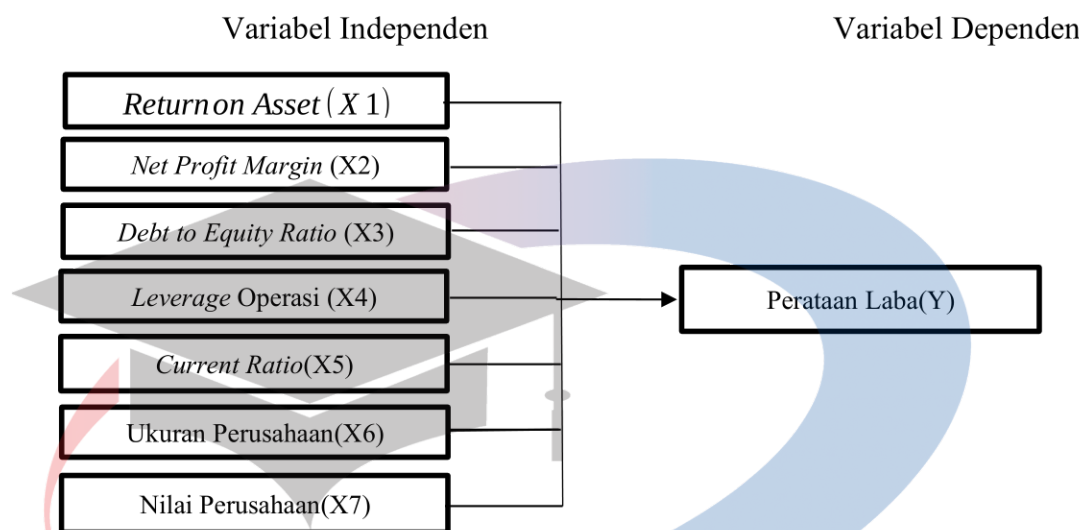 Variabel Independen
Variabel Dependen
Return on Asset (X 1)
Net Profit Margin (X2)
Debt to Equity Ratio (X3)
Leverage Operasi (X4)
Perataan Laba(Y)
Current Ratio(X5)
Ukuran Perusahaan(X6)
Nilai Perusahaan(X7)